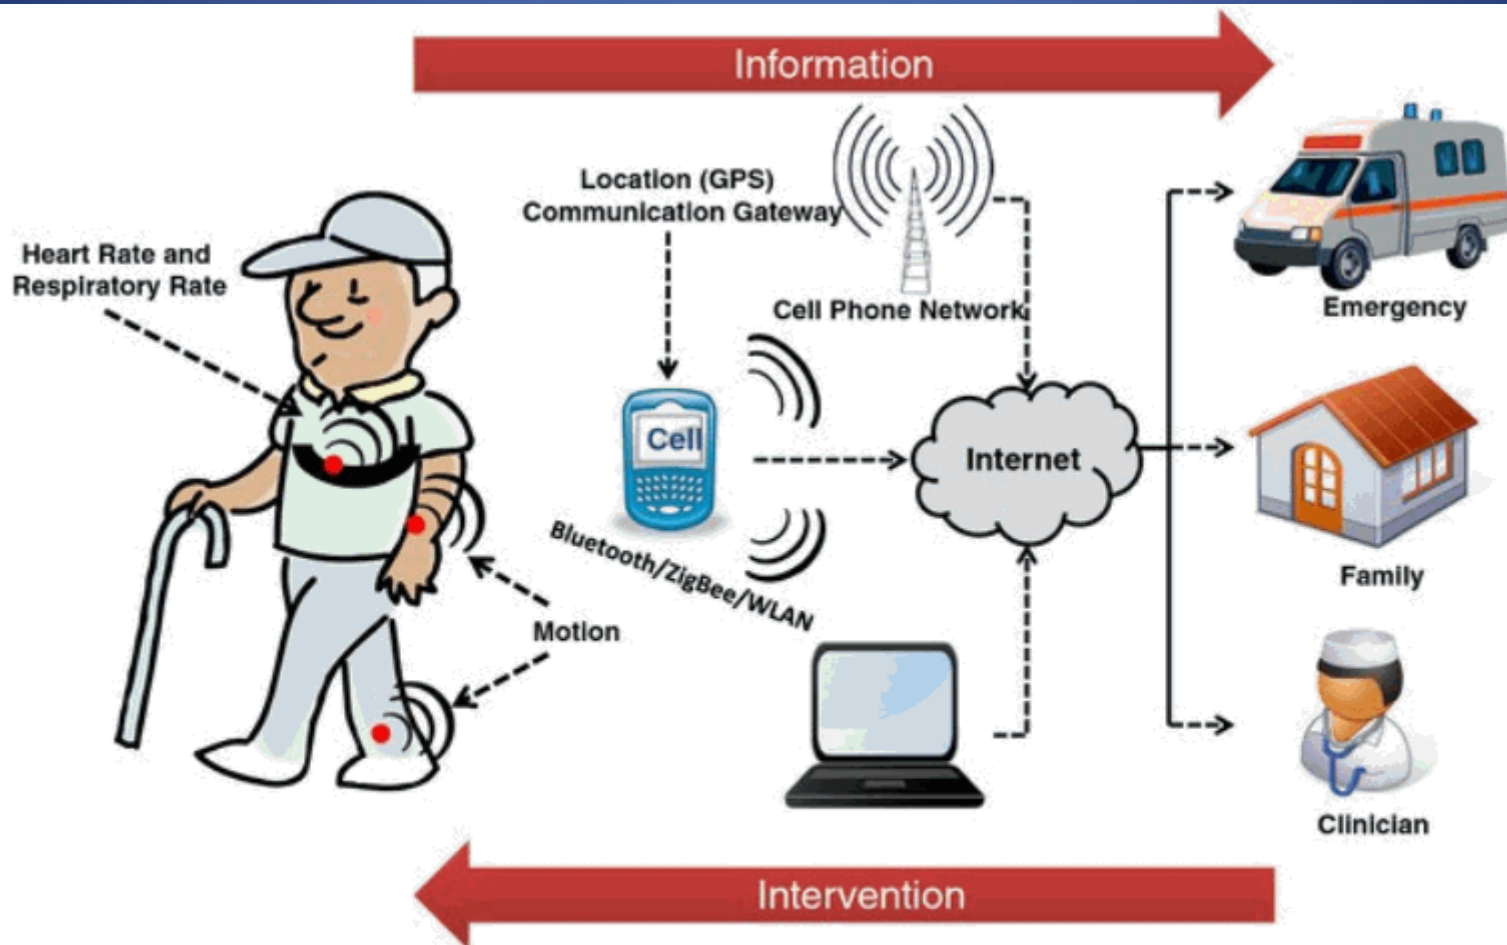 Information
Location (GPS)
Communication Gateway
Heart Rate and
Respiratory Rate
Cell Phone Network
Emergency
Cell
Internet
Bluetooth/ZigBee/WLAN
Family
Motion
Clinician
Intervention